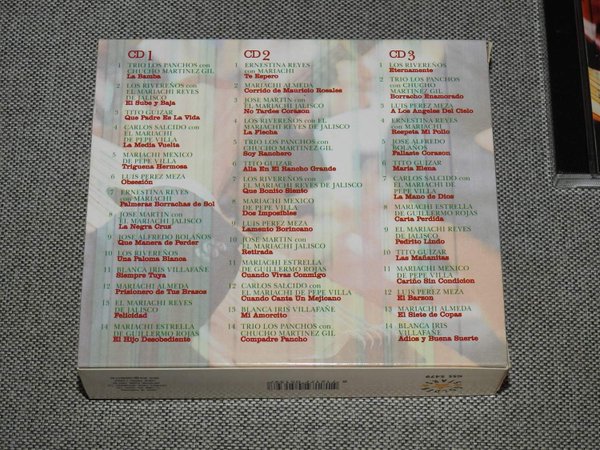 CD 1
1 TRIO LOS PANCHOS con
CHUCHO MARTINEZ GIL
La Bamba
2 LOS RIVEREÑOS con
EL MARIACHI REYES
DE JALISCO
El Sube y Baja
3 TITO GUIZAR
Que Padre Es La Vida
4 CARLOS SALCIDO con
EL MARIACHI
DE PEPE VILLA
La Media Vuelta
5 MARIACHI MEXICO
DE PEPE VILLA
Trigueña Hermosa
6 LUIS PEREZ MEZA
Obsesión
7 ERNESTINA REYES
con MARIACHI
Palmeras Borrachas de Sol
8 JOSE MARTIN con
EL MARIACHI JALISCO
La Negra Crus
9 JOSE ALFREDO BOLAÑOS
Que Manera de Perder
10 LOS RIVEREÑOS
Una Paloma Blanca
11 BLANCA IRIS VILLAFAÑE
Siempre Tuya
12 MARIACHI ALMEDA
Prisionero de Tus Brazos
13 EL MARIACHI REYES
DE JALISCO
Felicidad
14 MARIACHI ESTRELLA
DE GUILLERMO ROJAS
El Hijo Desobediente
CD 2
1 ERNESTINA REYES
con MARIACHI
Te Espero
2 MARIACHI ALMEDA
Corrido de Mauricio Rosales
3 JOSE MARTIN con
EL MARIACHI JALISCO
No Yardes Corason
4 LOS RIVEREÑOS con EL
MARIACHI REYES DE JALISCO
La Flecha
5 TRIO LOS PANCHOS con
CHUCHO MARTINEZ GIL
Soy Ranchero
6 TITO GUIZAR
Alla En El Rancho Grande
7 LOS RIVEREÑOS con
EL MARIACHI REYES DE JALISCO
Que Bonito Siento
8 MARIACHI MEXICO
DE PEPE VILLA
Dos Imposibles
9 LUIS PEREZ MEZA
Lamento Borincano
10 JOSE MARTIN con
EL MARIACHI JALISCO
Retirada
11 MARIACHI ESTRELLA
DE GUILLERMO ROJAS
Cuando Vivas Conmigo
12 CARLOS SALCIDO con EL
MARIACHI DE PEPE VILLA
Cuando Canta Un Mejicano
13 BLANCA IRIS VILLAFAÑE
Mi Amorcito
14 TRIO LOS PANCHOS con
CHUCHO MARTINEZ GIL
Compadre Pancho
CD 3
1 LOS RIVEREÑOS
Eternamente
2 TRIO LOS PANCHOS
con CHUCHO
MARTINEZ GIL
Borracho Enamorado
3 LUIS PEREZ MEZA
A Los Angeles Del Cielo
4 ERNESTINA REYES
con MARIACHI
Respeta Mi Pollo
5 JOSE ALFREDO
BOLAÑOS
Fallaste Corason
6 TITO GUIZAR
Maria Elena
7 CARLOS SALCIDO con
EL MARIACHI DE
PEPE VILLA
La Mano de Dios
8 MARIACHI ESTRELLA
DE GUILLERMO ROJAS
Carta Perdida
9 EL MARIACHI REYES
DE JALISCO
Pedrito Lindo
10 TITO GUIZAR
Las Mañanitas
11 MARIACHI MEXICO
DE PEPE VILLA
Cariño Sin Condicion
12 LUIS PEREZ MEZA
El Barson
13 MARIACHI ALMEDA
El Siete de Copas
14 BLANCA IRIS
VILLAFAÑE
Adios y Buena Suerte